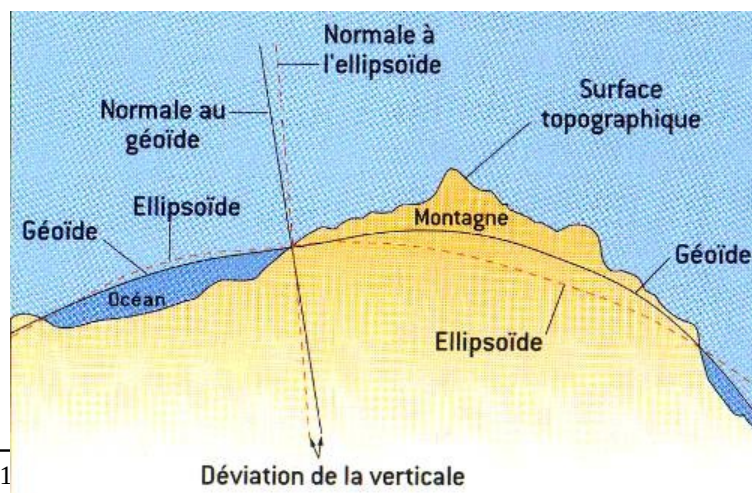 Normale à
l'ellipsoïde
Normale au
géoïde
Surface
topographique
Ellipsoïde
Géoïde
Montagne
Océan
Géoïde
Ellipsoïde
1
Déviation de la verticale